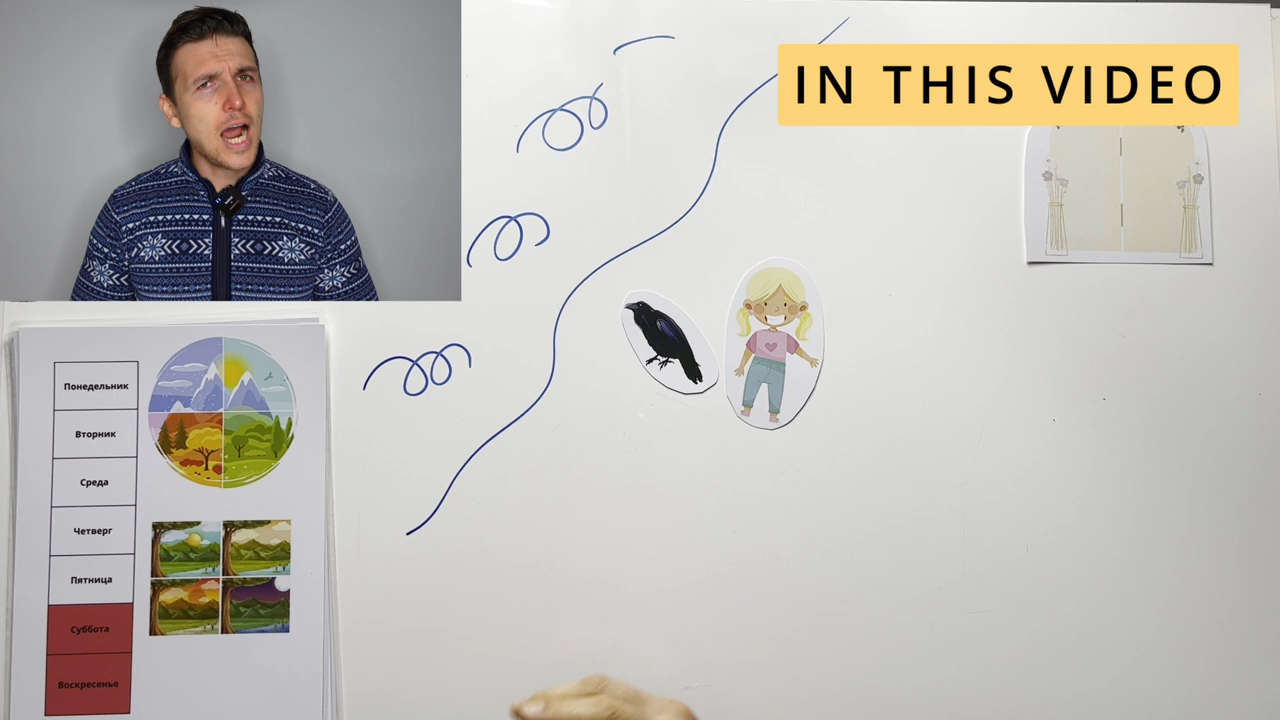 IN THIS VIDEO
Понедельник
Вторник
Среда
Четверг
Пятница
Суббота
Воскресенье